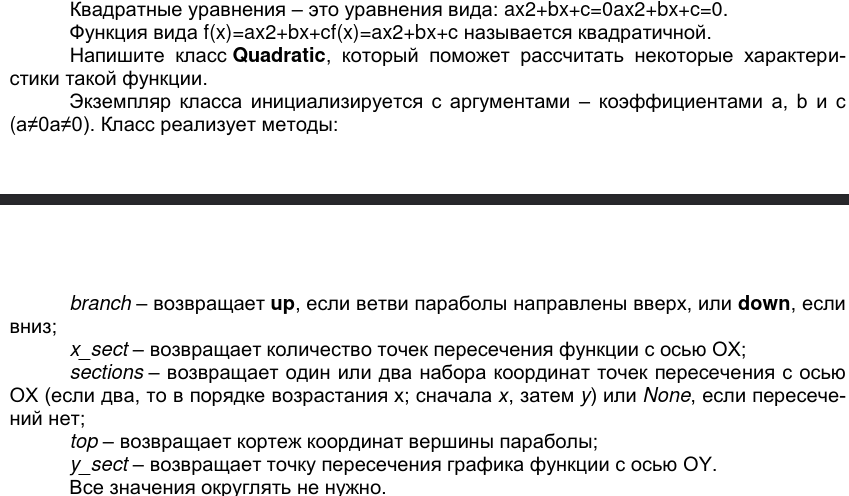 Квадратные уравнения – это уравнения вида: ax2+bx+c=0ax2+bx+c=0.
Функция вида f(x)=ax2+bx+cf(x)=ax2+bx+c называется квадратичной.
Напишите класс Quadratic, который поможет рассчитать некоторые характери-
стики такой функции.
Экземпляр класса инициализируется с аргументами – коэффициентами a, b и c
(a≠0a≠0). Класс реализует методы:
branch – возвращает up, если ветви параболы направлены вверх, или down, если
вниз;
x_sect – возвращает количество точек пересечения функции с осью OX;
sections – возвращает один или два набора координат точек пересечения с осью
OX (если два, то в порядке возрастания x; сначала x, затем y) или None, если пересече-
ний нет;
top – возвращает кортеж координат вершины параболы;
y_sect – возвращает точку пересечения графика функции с осью OY.
Все значения округлять не нужно.